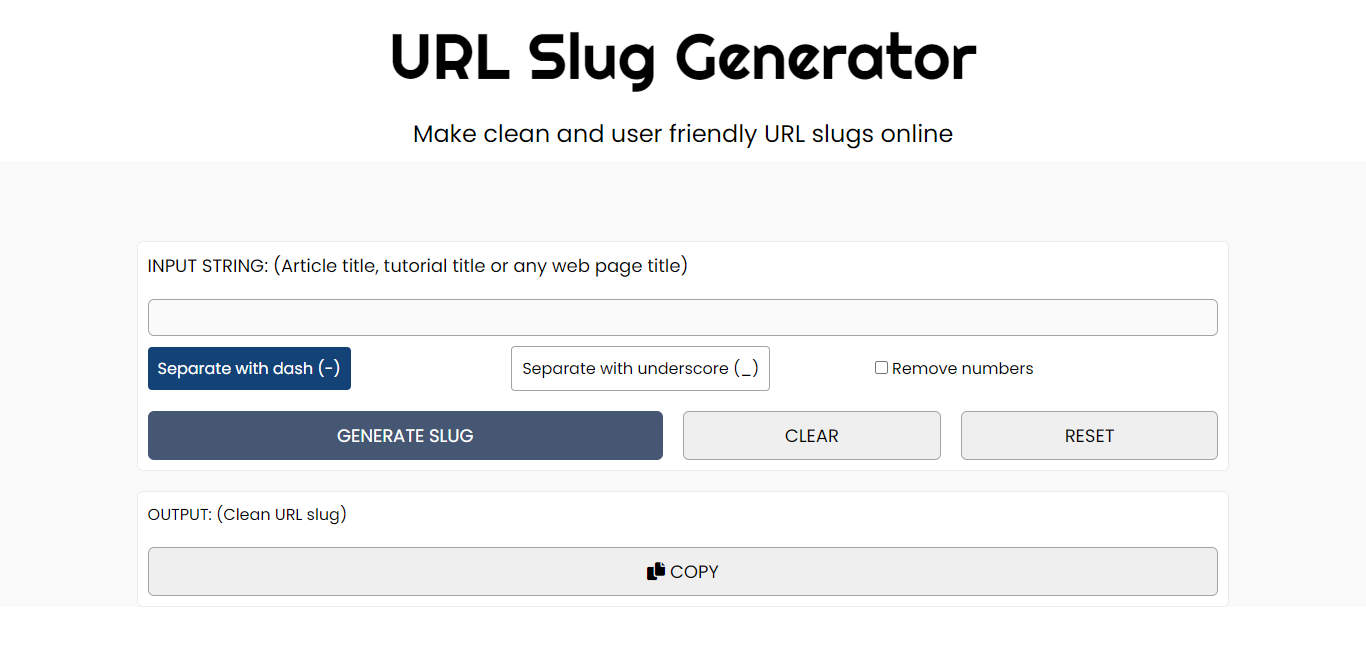 URL Slug Generator
Make clean and user friendly URL slugs online
INPUT STRING: (Article title, tutorial title or any web page title)
Separate with dash (-) Separate with underscore (_) Remove numbers
GENERATE SLUG CLEAR RESET
OUTPUT: (Clean URL slug)
COPY